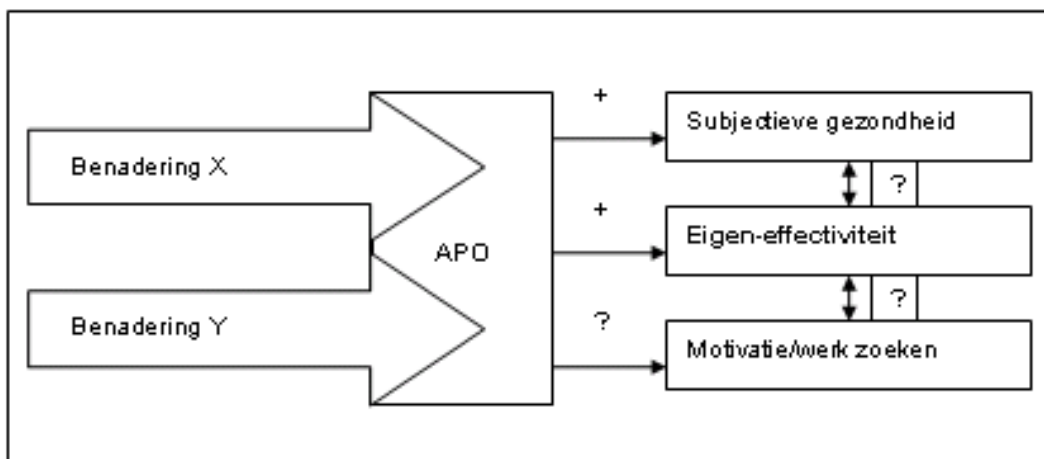 +
Subjectieve gezondheid
Benadering X
?
+
APO
Eigen-effectiviteit
?
?
Benadering Y
Motivatie/werk zoeken